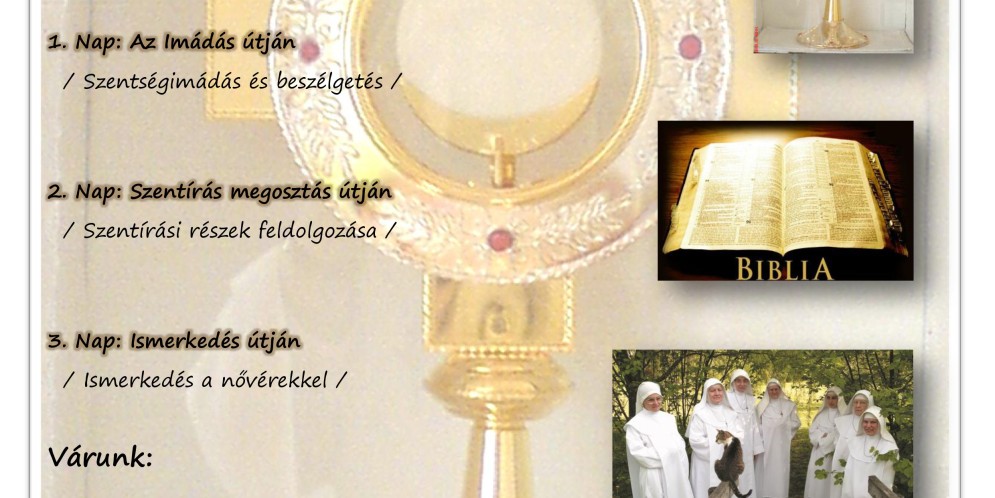 1. Nap: Az Imádás útján
/ Szentségimádás és beszélgetés /
2. Nap: Szentírás megosztás útján
/ Szentírási részek feldolgozása /
BIBLIA
3. Nap: Ismerkedés útján
/ Ismerkedés a nővérekkel /
Várunk: